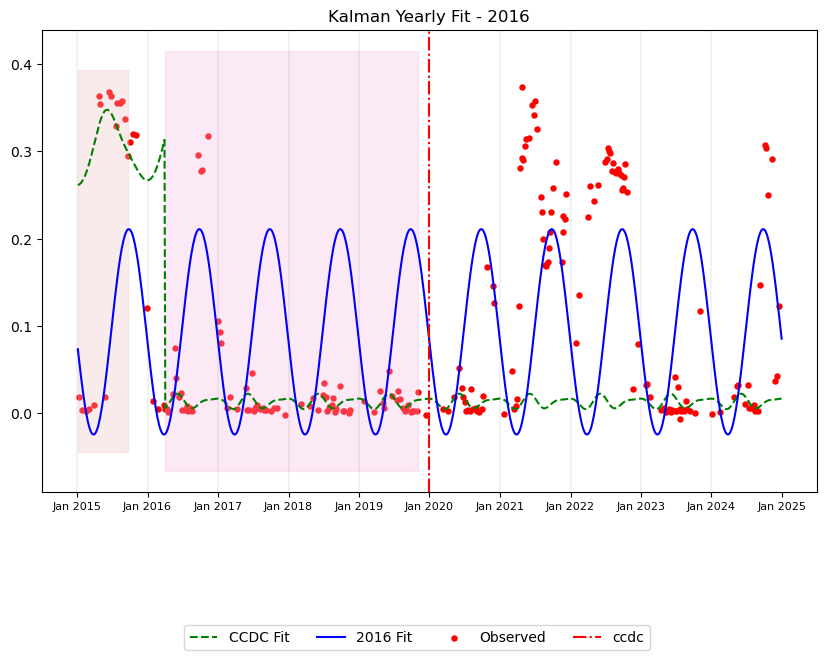 Kalman Yearly Fit - 2016
0.4
0.3
0.2
0.1
0.0
Jan 2015 Jan 2016 Jan 2017 Jan 2018 Jan 2019 Jan 2020 Jan 2021 Jan 2022 Jan 2023 Jan 2024 Jan 2025
CCDC Fit 2016 Fit Observed ccdc